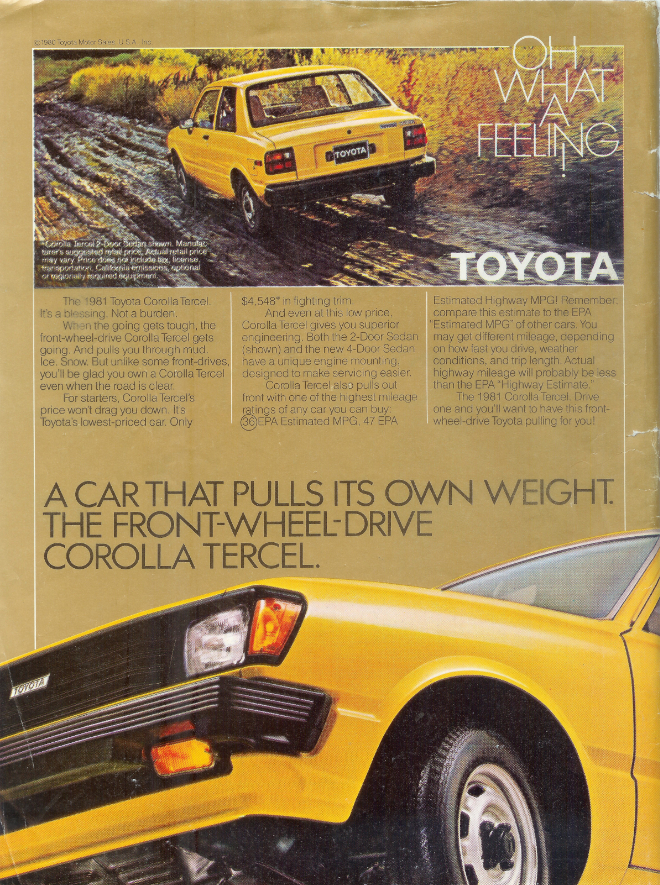 ©1980 Toyota Motor Sales, U.S.A., Inc.
OH
WHAT
A
FEELING!
TOYOTA
*Corolla Tercel 2-Door Sedan shown. Manufac-
turer's suggested retail price. Actual retail price
may vary. Price does not include tax, license,
transportation, California emissions, optional
or regionally required equipment.
TOYOTA
The 1981 Toyota Corolla Tercel.
It's a blessing. Not a burden.
When the going gets tough, the
front-wheel-drive Corolla Tercel gets
going. And pulls you through mud.
Ice. Snow. But unlike some front-drives,
you'll be glad you own a Corolla Tercel
even when the road is clear.
For starters, Corolla Tercel's
price won't drag you down. It's
Toyota's lowest-priced car. Only
$4,548* in fighting trim.
And even at this low price,
Corolla Tercel gives you superior
engineering. Both the 2-Door Sedan
(shown) and the new 4-Door Sedan
have a unique engine mounting,
designed to make servicing easier.
Corolla Tercel also pulls out
front with one of the highest mileage
ratings of any car you can buy.
36 EPA Estimated MPG, 47 EPA
Estimated Highway MPG! Remember:
compare this estimate to the EPA
"Estimated MPG" of other cars. You
may get different mileage, depending
on how fast you drive, weather
conditions, and trip length. Actual
highway mileage will probably be less
than the EPA "Highway Estimate."
The 1981 Corolla Tercel. Drive
one and you'll want to have this front-
wheel-drive Toyota pulling for you!
A CAR THAT PULLS ITS OWN WEIGHT.
THE FRONT-WHEEL-DRIVE
COROLLA TERCEL.
TOYOTA